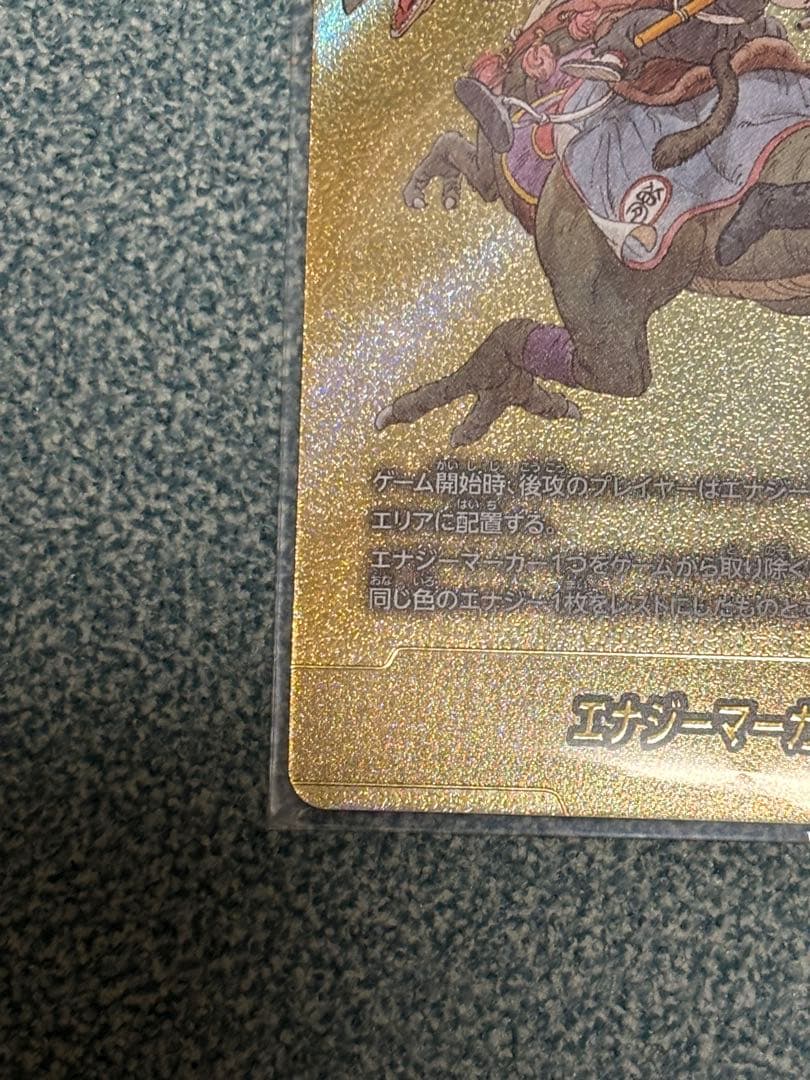 ゲーム開始時、後攻のプレイヤーはエナジー
エリアに配置する。
エナジーマーカー1つをゲームから取り除く
同じ色のエナジー1枚をレストにしたものと
エナジーマーカ